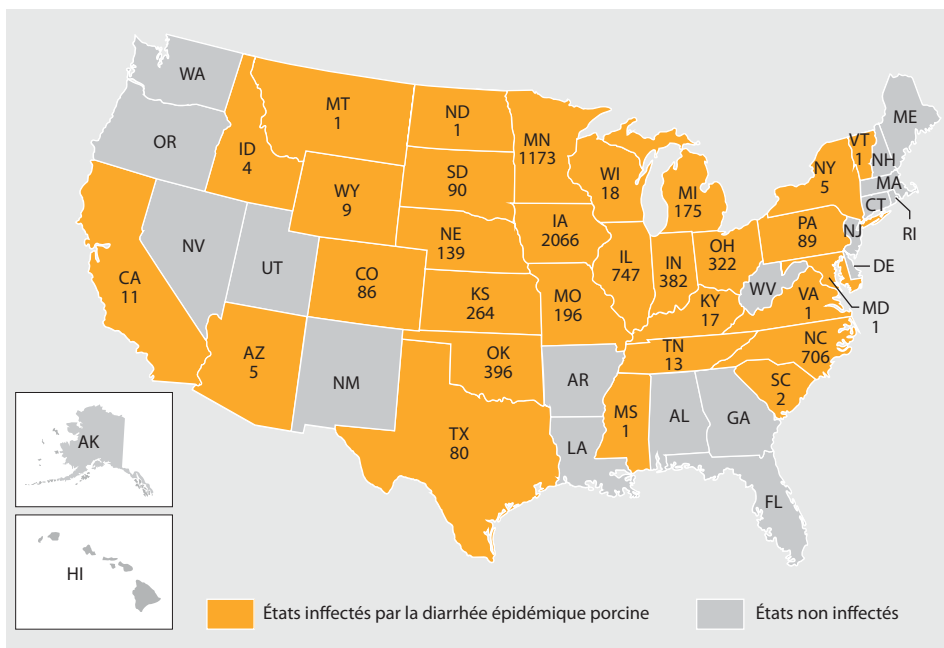 WA
MT
1
ND
1
MN
1173
ME
VT
1
OR
ID
4
SD
90
WI
18
NH
NY
5
MA
WY
9
MI
175
CT
RI
IA
2066
PA
89
NJ
NE
139
OH
322
NV
IL
747
IN
382
DE
UT
CO
86
WV
CA
11
KS
264
MO
196
VA
1
MD
1
KY
17
NC
706
AZ
5
OK
396
TN
13
NM
AR
SC
2
MS
1
AL
GA
AK
TX
80
LA
FL
HI
États inffectés par la diarrhée épidémique porcine
États non inffectés